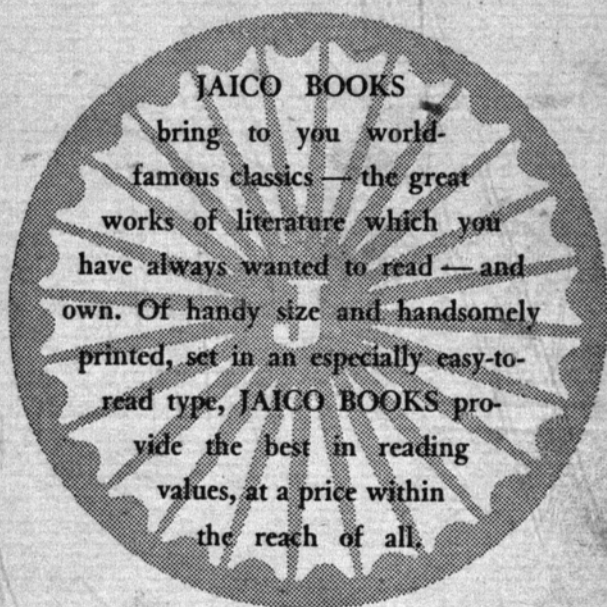 JAICO BOOKS
bring to you world-
famous classics — the great
works of literature which you
have always wanted to read — and
own. Of handy size and handsomely
printed, set in an especially easy-to-
read type, JAICO BOOKS pro-
vide the best in reading
values, at a price within
the reach of all.
J